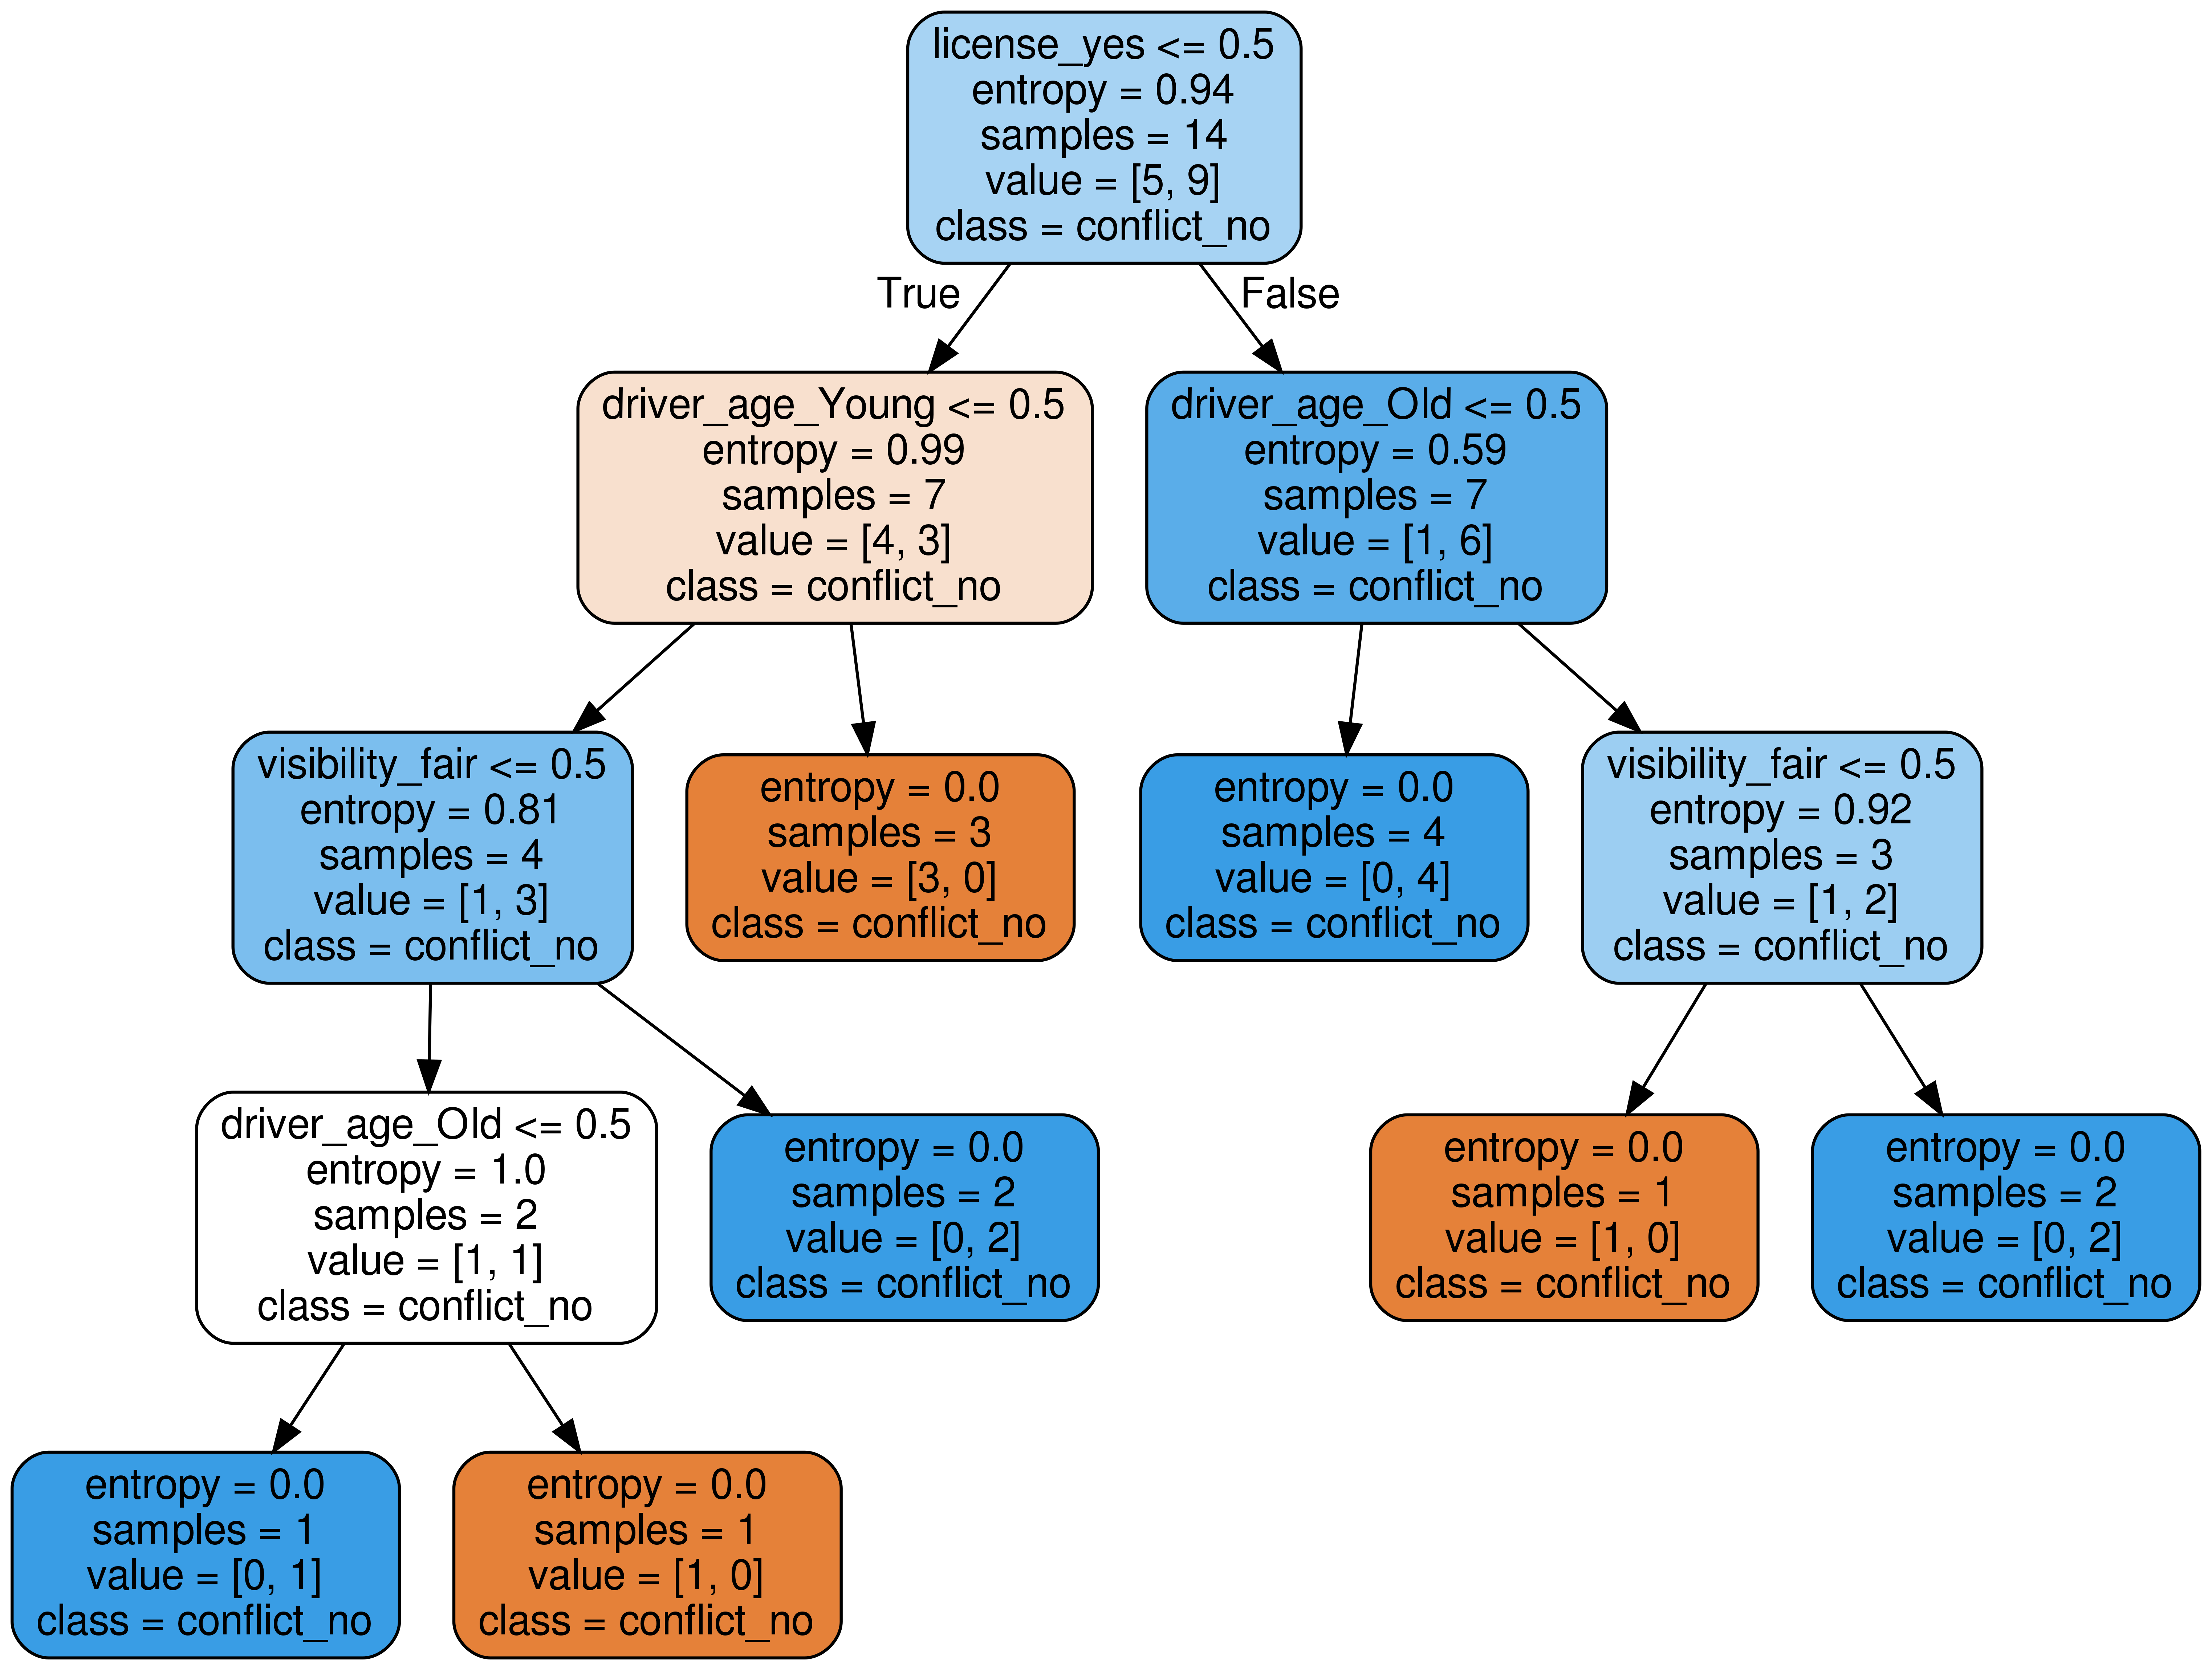 license_yes <= 0.5
entropy = 0.94
samples = 14
value = [5, 9]
class = conflict_no
True
False
driver_age_Young <= 0.5
entropy = 0.99
samples = 7
value = [4, 3]
class = conflict_no
driver_age_Old <= 0.5
entropy = 0.59
samples = 7
value = [1, 6]
class = conflict_no
visibility_fair <= 0.5
entropy = 0.81
samples = 4
value = [1, 3]
class = conflict_no
entropy = 0.0
samples = 3
value = [3, 0]
class = conflict_no
entropy = 0.0
samples = 4
value = [0, 4]
class = conflict_no
visibility_fair <= 0.5
entropy = 0.92
samples = 3
value = [1, 2]
class = conflict_no
driver_age_Old <= 0.5
entropy = 1.0
samples = 2
value = [1, 1]
class = conflict_no
entropy = 0.0
samples = 2
value = [0, 2]
class = conflict_no
entropy = 0.0
samples = 1
value = [1, 0]
class = conflict_no
entropy = 0.0
samples = 2
value = [0, 2]
class = conflict_no
entropy = 0.0
samples = 1
value = [0, 1]
class = conflict_no
entropy = 0.0
samples = 1
value = [1, 0]
class = conflict_no